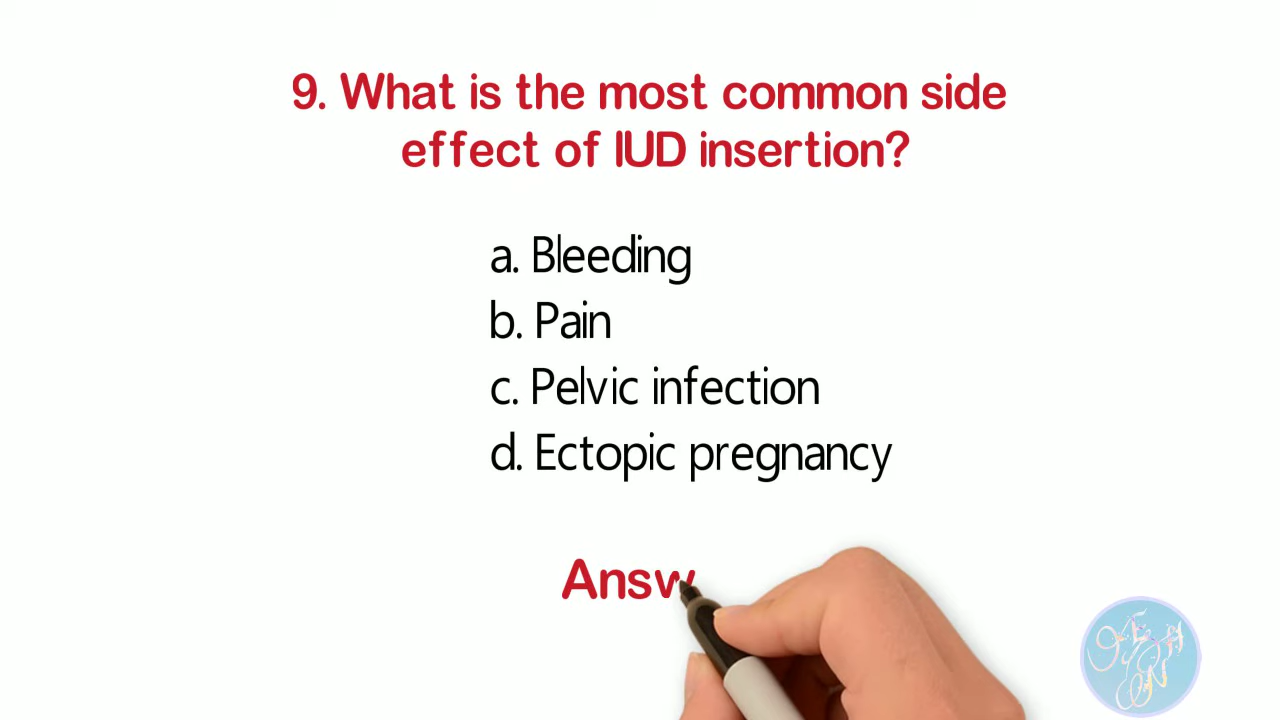 9. What is the most common side
effect of IUD insertion?
a. Bleeding
b. Pain
c. Pelvic infection
d. Ectopic pregnancy
Answ